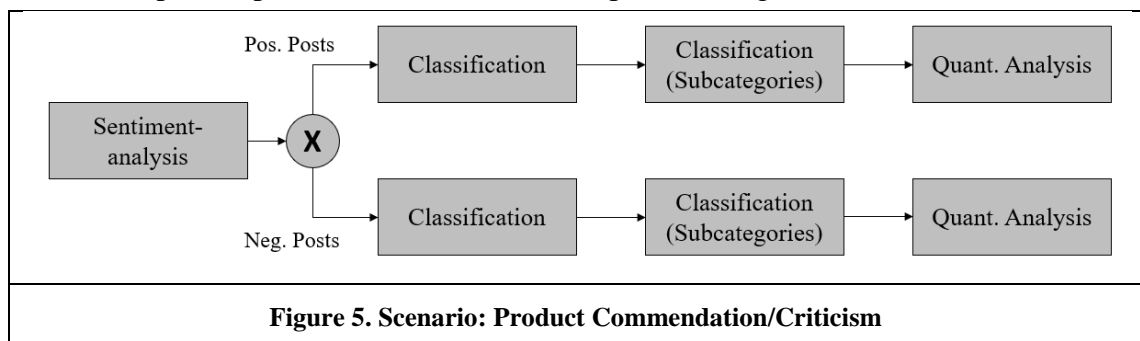 Pos. Posts
Classification
Classification
(Subcategories)
Quant. Analysis
Sentiment-
analysis
X
Classification
Classification
(Subcategories)
Quant. Analysis
Neg. Posts
Figure 5. Scenario: Product Commendation/Criticism